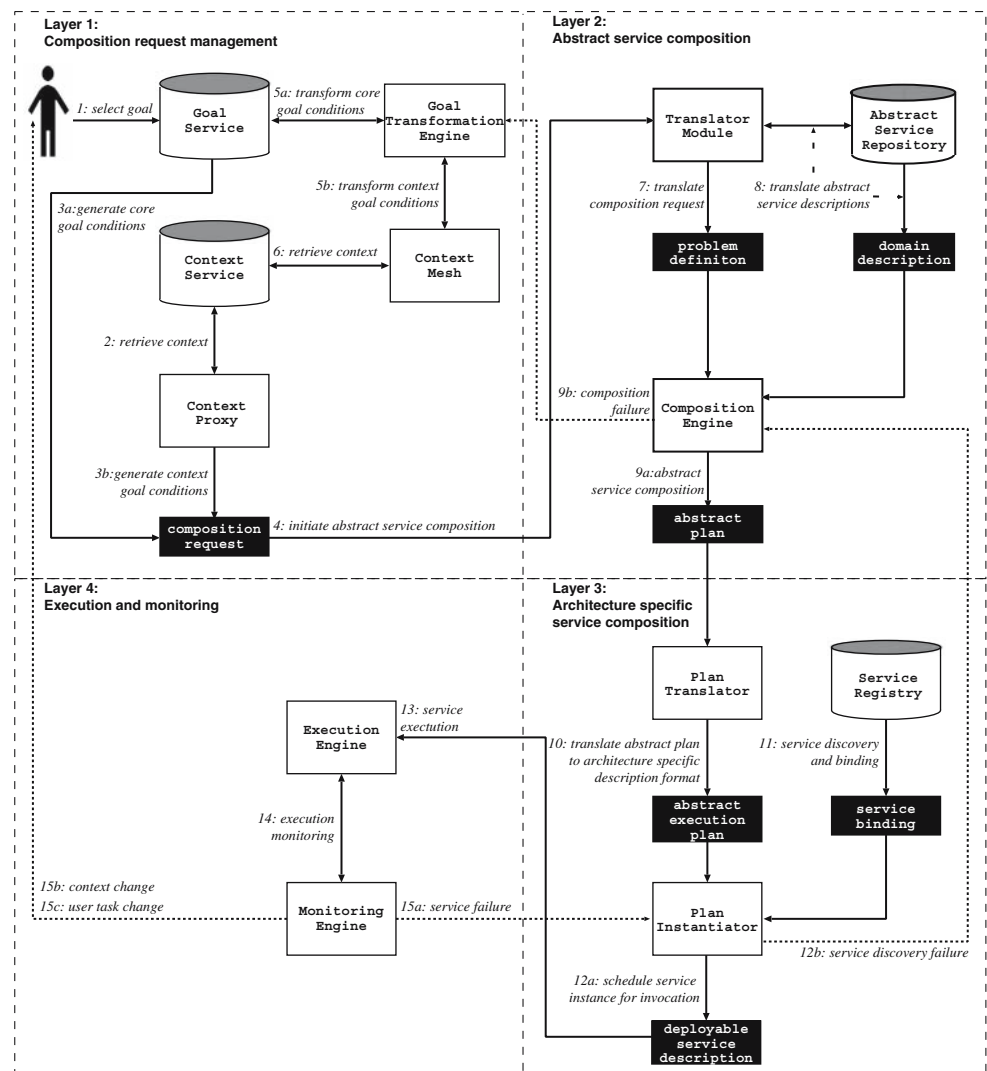 Layer 1:
Composition request management
1: select goal
Goal
Service
5a: transform core
goal conditions
Goal
Transformation
Engine
3a:generate core
goal conditions
5b: transform context
goal conditions
Context
Service
6: retrieve context
Context
Mesh
2: retrieve context
Context
Proxy
3b:generate context
goal conditions
composition
request
4: initiate abstract service composition
Layer 2:
Abstract service composition
Translator
Module
Abstract
Service
Repository
7: translate
composition request
8: translate abstract
service descriptions
problem
definiton
domain
description
9b: composition
failure
Composition
Engine
9a:abstract
service composition
abstract
plan
Layer 4:
Execution and monitoring
Execution
Engine
13: service
execution
14: execution
monitoring
15b: context change
15c: user task change
Monitoring
Engine
15a: service failure
Layer 3:
Architecture specific
service composition
Plan
Translator
Service
Registry
10: translate abstract plan
to architecture specific
description format
11: service discovery
and binding
abstract
execution
plan
service
binding
Plan
Instantiator
12b: service discovery failure
12a: schedule service
instance for invocation
deployable
service
description